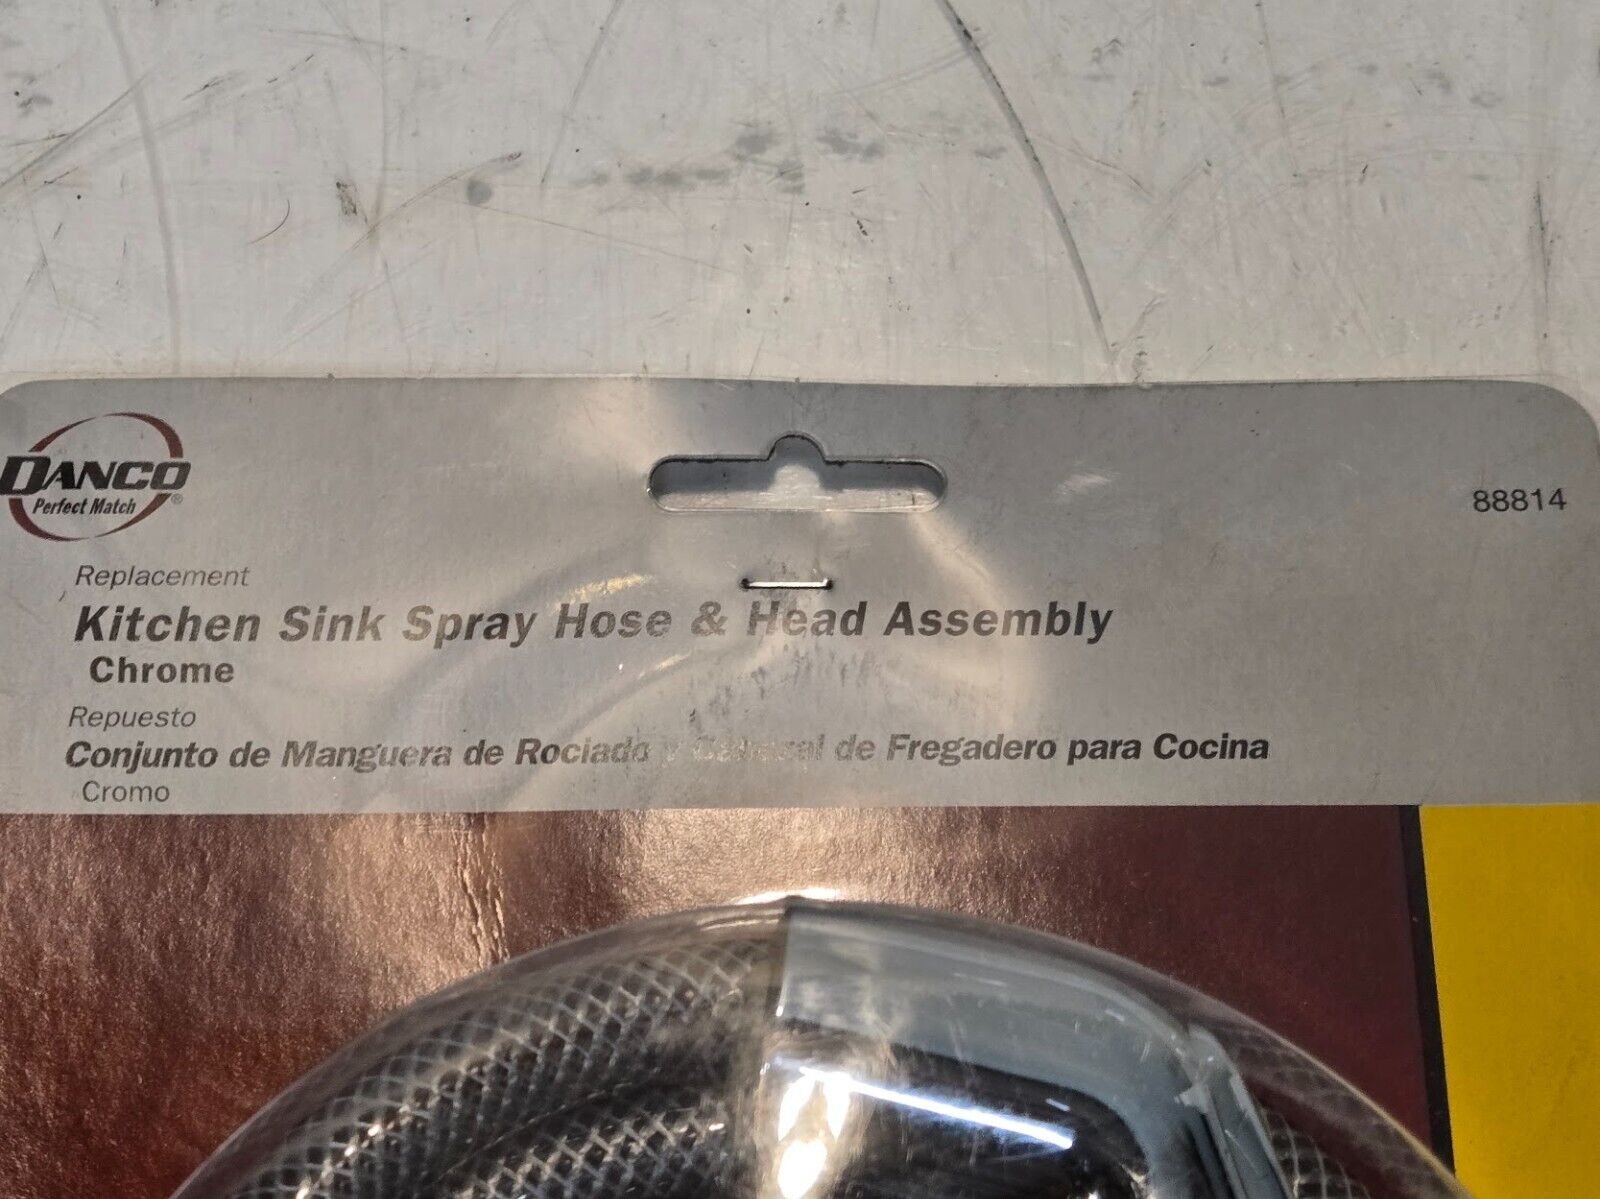 DANCO
Perfect Match®
88814
Replacement
Kitchen Sink Spray Hose & Head Assembly
Chrome
Repuesto
Conjunto de Manguera de Rociado y Cabezal de Fregadero para Cocina
Cromo